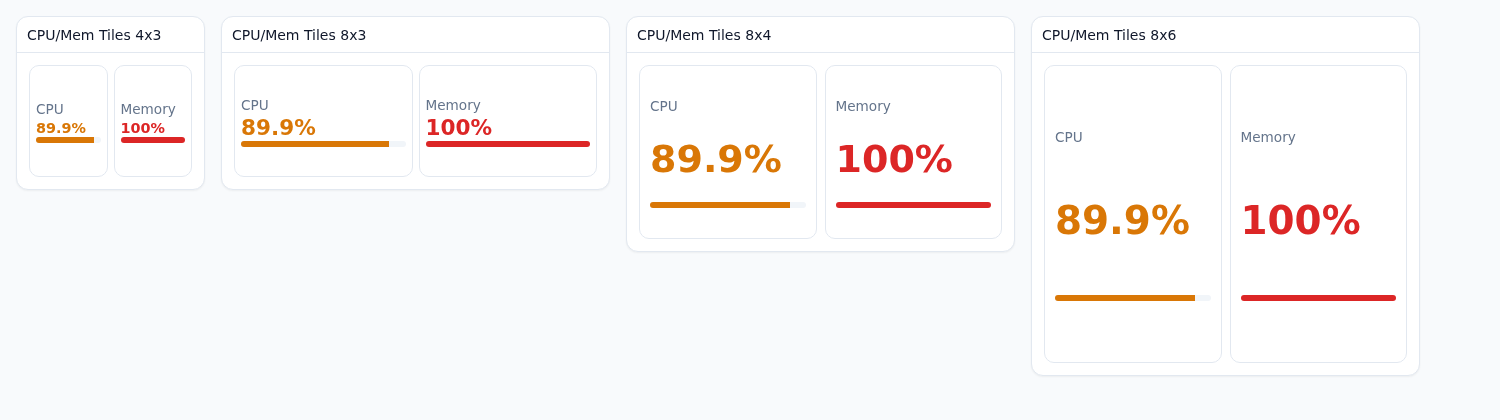 CPU/Mem Tiles 4x3
CPU
89.9%
Memory
100%
CPU/Mem Tiles 8x3
CPU
89.9%
Memory
100%
CPU/Mem Tiles 8x4
CPU
89.9%
Memory
100%
CPU/Mem Tiles 8x6
CPU
89.9%
Memory
100%